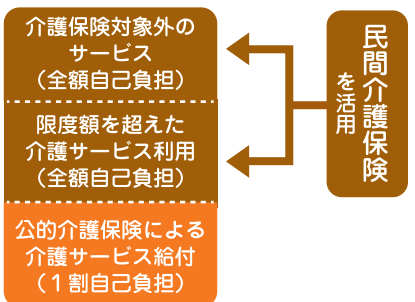 介護保険対象外の
サービス
（全額自己負担）
限度額を超えた
介護サービス利用
（全額自己負担）
公的介護保険による
介護サービス給付
（１割自己負担）
民間介護保険
を活用